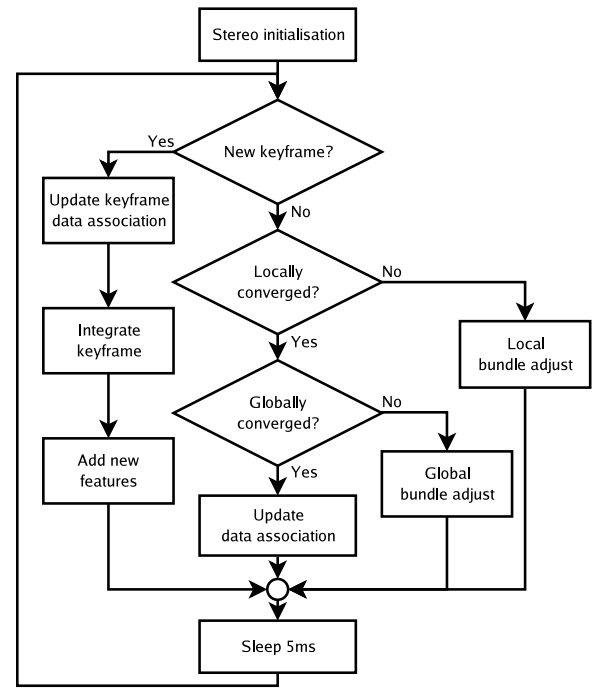 Stereo initialisation
New keyframe?
Yes
No
Update keyframe
data association
Locally
converged?
No
Yes
Integrate
keyframe
Local
bundle adjust
Globally
converged?
No
Yes
Add new
features
Global
bundle adjust
Update
data association
Sleep 5ms